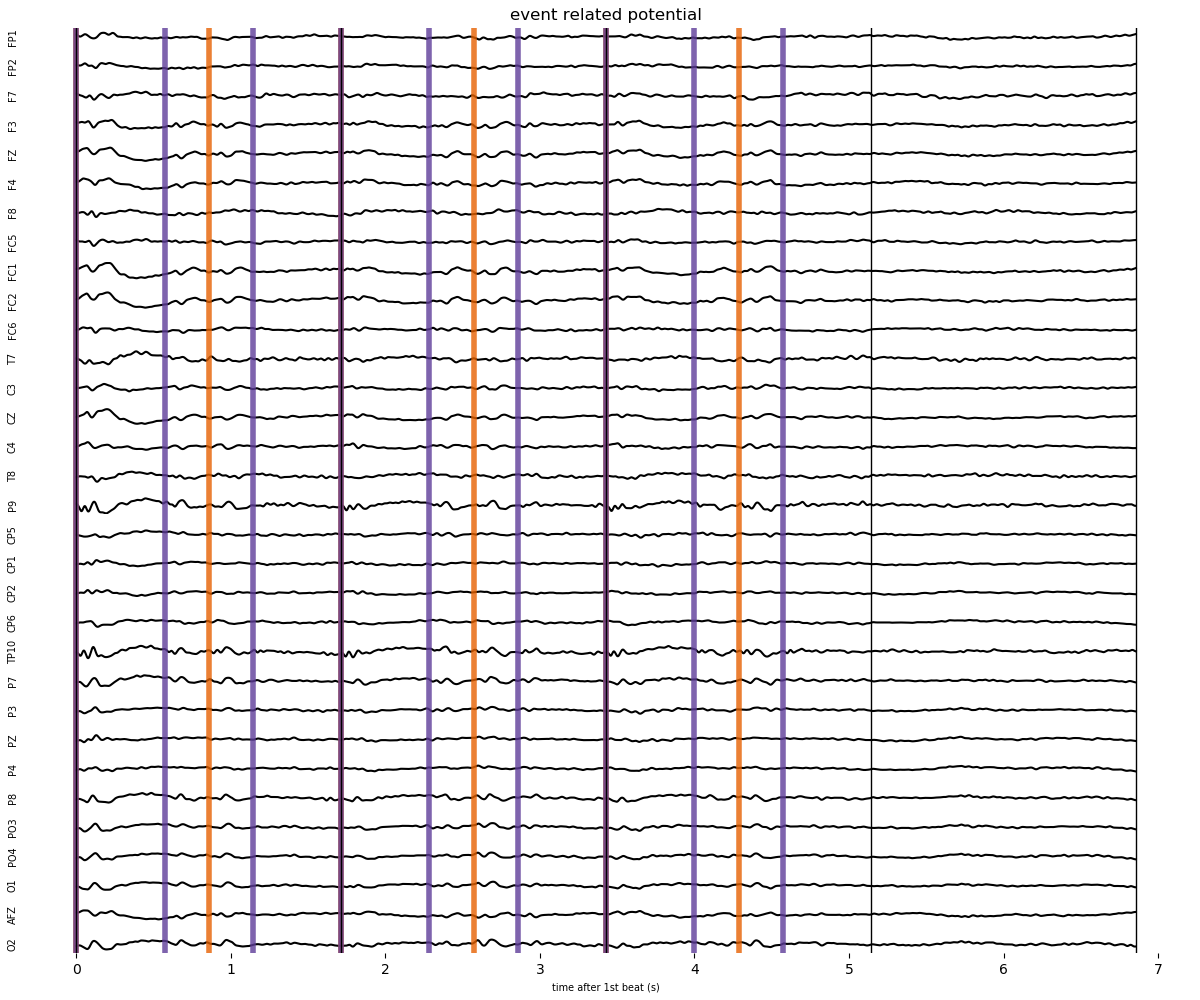 event related potential
FP1
FP2
F7
F3
FZ
F4
F8
FC5
FC1
FC2
FC6
T7
C3
CZ
C4
T8
P9
CP5
CP1
CP2
CP6
TP10
P7
P3
PZ
P4
P8
PO3
PO4
O1
AFZ
O2
0 1 2 3 4 5 6 7
time after 1st beat (s)